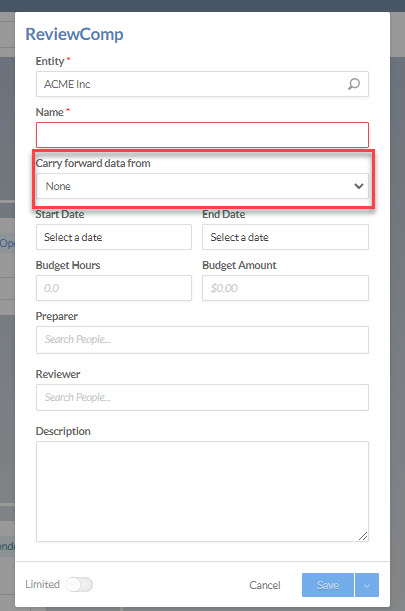 ReviewComp
Entity *
ACME Inc
Name *
Carry forward data from
None
Start Date End Date
Select a date Select a date
Budget Hours Budget Amount
0.0 $0.00
Preparer
Search People...
Reviewer
Search People...
Description
Limited Cancel Save